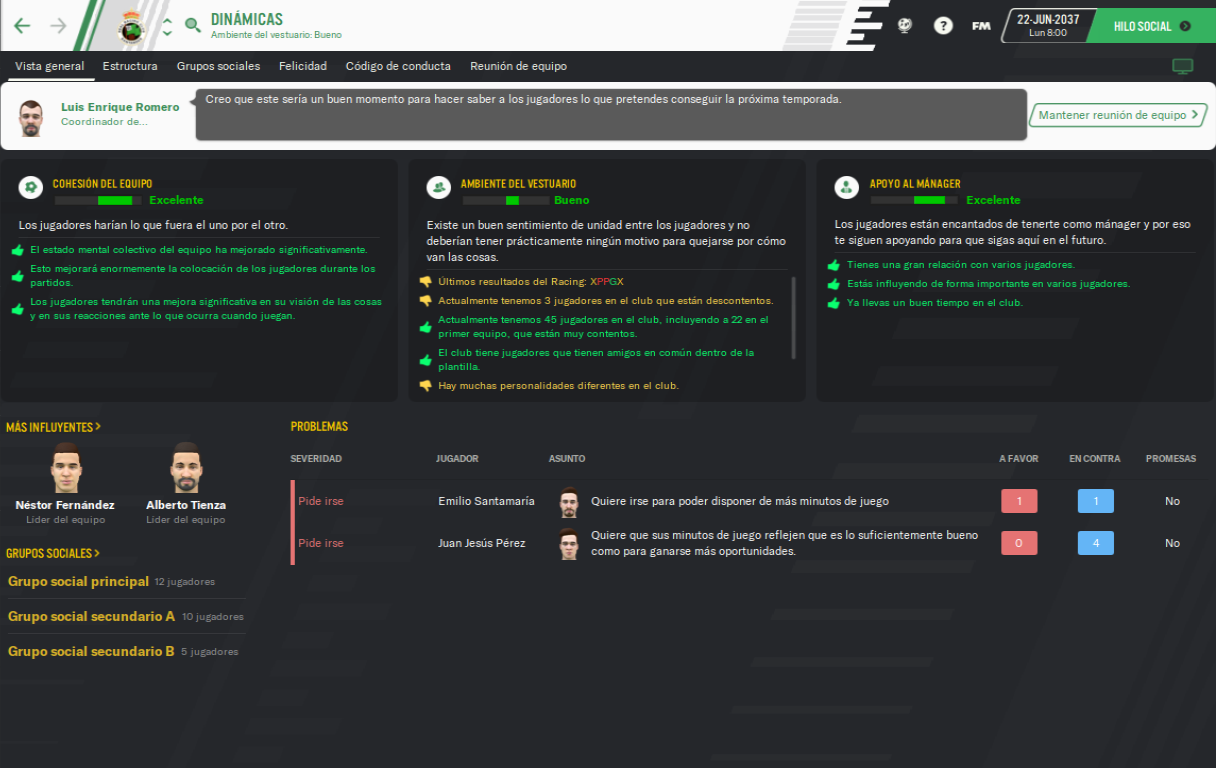 DINÁMICAS
Ambiente del vestuario: Bueno
?
FM
22-JUN-2037
Lun 8:00
HILO SOCIAL
Vista general
Estructura
Grupos sociales
Felicidad
Código de conducta
Reunión de equipo
Luis Enrique Romero
Coordinador de...
Creo que este seria un buen momento para hacer saber a los jugadores lo que pretendes conseguir la próxima temporada.
Mantener reunión de equipo
COHESIÓN DEL EQUIPO
Excelente
Los jugadores harían lo que fuera el uno por el otro.
El estado mental colectivo del equipo ha mejorado significativamente.
Esto mejorará enormemente la colocación de los jugadores durante los
partidos.
Los jugadores tendrán una mejora significativa en su visión de las cosas
y en sus reacciones ante lo que ocurra cuando juegan.
AMBIENTE DEL VESTUARIO
Bueno
Existe un buen sentimiento de unidad entre los jugadores y no
deberían tener prácticamente ningún motivo para quejarse por cómo
van las cosas.
Últimos resultados del Racing: XPPGX
Actualmente tenemos 3 jugadores en el club que están descontentos.
Actualmente tenemos 45 jugadores en el club, incluyendo a 22 en el
primer equipo, que están muy contentos.
El club tiene jugadores que tienen amigos en común dentro de la
plantilla.
Hay muchas personalidades diferentes en el club.
APOYO AL MÁNAGER
Excelente
Los jugadores están encantados de tenerte como mánager y por eso
te siguen apoyando para que sigas aquí en el futuro.
Tienes una gran relación con varios jugadores.
Estás influyendo de forma importante en varios jugadores.
Ya llevas un buen tiempo en el club.
MÁS INFLUYENTES >
Néstor Fernández
Líder del equipo
Alberto Tienza
Líder del equipo
GRUPOS SOCIALES >
Grupo social principal 12 jugadores
Grupo social secundario A 10 jugadores
Grupo social secundario B 5 jugadores
PROBLEMAS
SEVERIDAD
JUGADOR
ASUNTO
A FAVOR
EN CONTRA
PROMESAS
Pide irse
Emilio Santamaría
Quiere irse para poder disponer de más minutos de juego
1
1
No
Pide irse
Juan Jesús Pérez
Quiere que sus minutos de juego reflejen que es lo suficientemente bueno
como para ganarse más oportunidades.
0
4
No